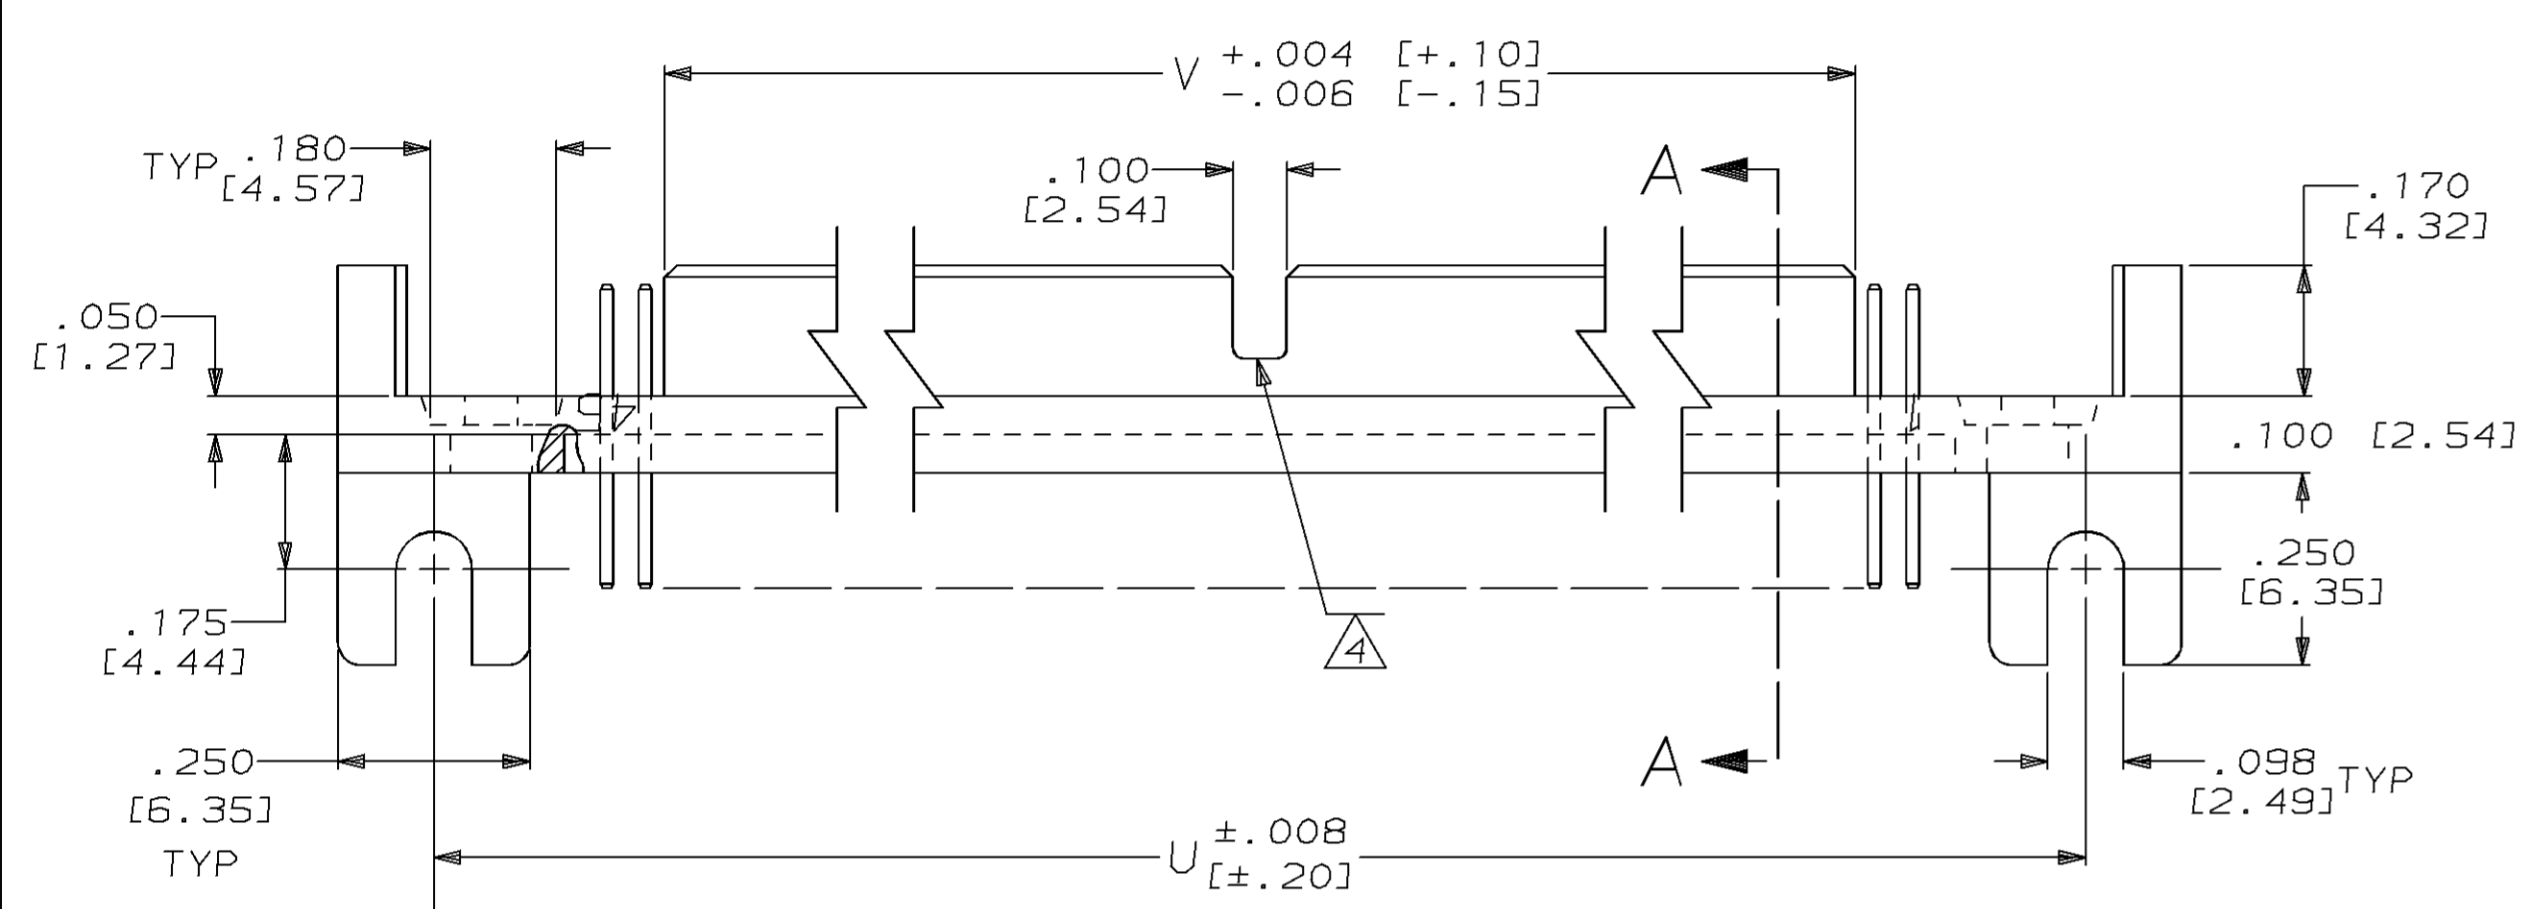 V +.004 [+.10]
-.006 [-.15]
TYP .180
[4.57]
.100
[2.54]
A
.170
[4.32]
.050
[1.27]
.100 [2.54]
.250
[6.35]
.175
[4.44]
4
.250
[6.35]
TYP
A
.098 TYP
[2.49]
U ±.008
[±.20]